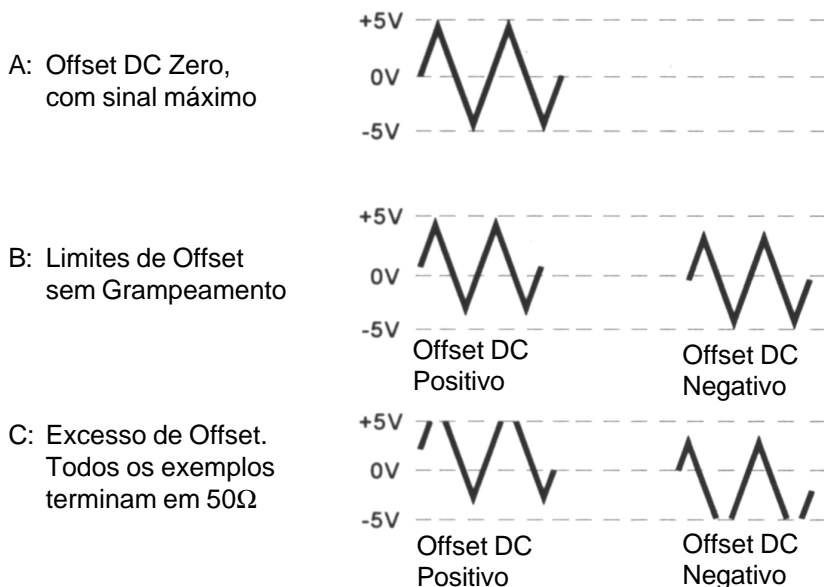 A: Offset DC Zero,
com sinal máximo
+5V
0V
-5V
B: Limites de Offset
sem Grampeamento
+5V
0V
-5V
Offset DC
Positivo
Offset DC
Negativo
C: Excesso de Offset.
Todos os exemplos
terminam em 50Ω
+5V
0V
-5V
Offset DC
Positivo
Offset DC
Negativo